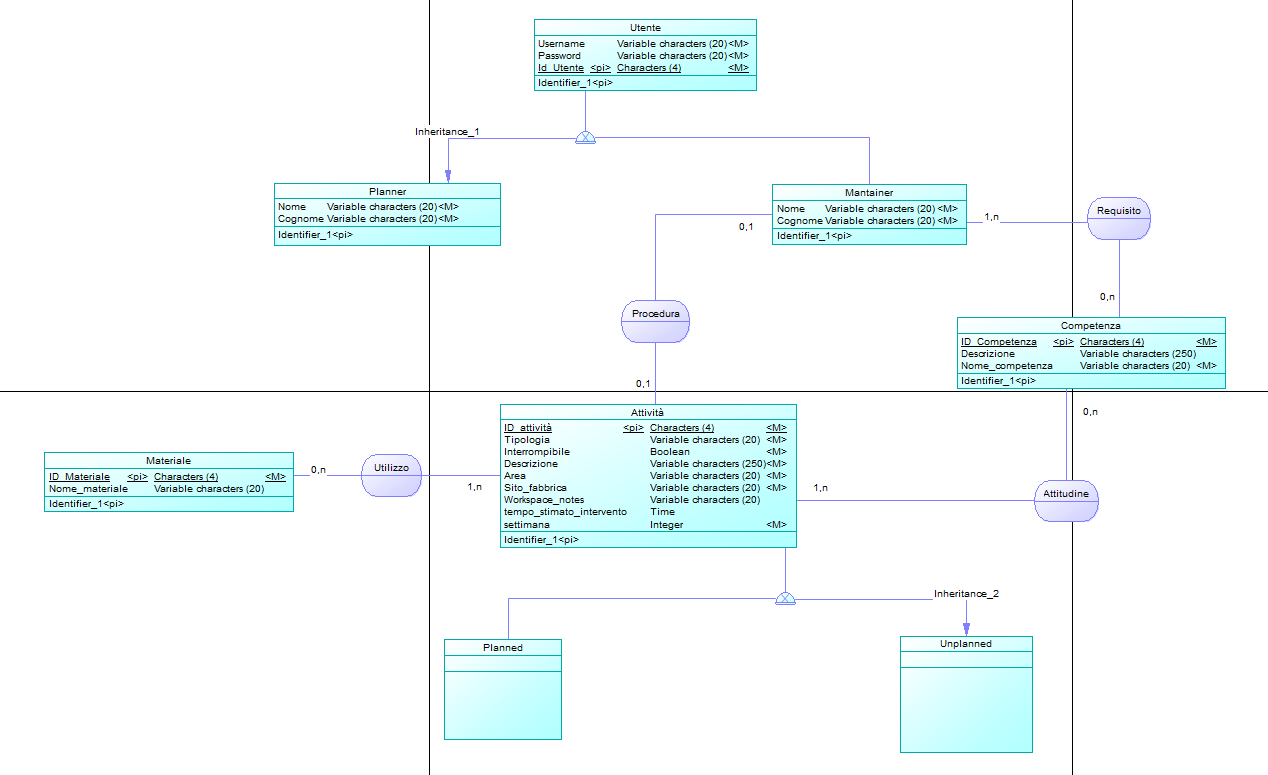 Utente
Username Variable characters (20) <M>
Password Variable characters (20) <M>
Id_Utente <pi> Characters (4) <M>
Identifier_1 <pi>
Inheritance_1
Planner
Nome Variable characters (20) <M>
Cognome Variable characters (20) <M>
Identifier_1 <pi>
Mantainer
Nome Variable characters (20) <M>
Cognome Variable characters (20) <M>
Identifier_1 <pi>
1,n
Requisito
0,1
0,n
Procedura
0,1
Competenza
ID_Competenza <pi> Characters (4) <M>
Descrizione Variable characters (250)
Nome_competenza Variable characters (20) <M>
Identifier_1 <pi>
0,n
Attività
ID_attività <pi> Characters (4) <M>
Tipologia Variable characters (20) <M>
Interrompibile Boolean <M>
Descrizione Variable characters (250) <M>
Area Variable characters (20) <M>
Sito_fabbrica Variable characters (20) <M>
Workspace_notes Variable characters (20)
tempo_stimato_intervento Time
settimana Integer <M>
Identifier_1 <pi>
Materiale
ID_Materiale <pi> Characters (4) <M>
Nome_materiale Variable characters (20)
Identifier_1 <pi>
0,n
Utilizzo
1,n
1,n
Attitudine
Inheritance_2
Planned
Unplanned